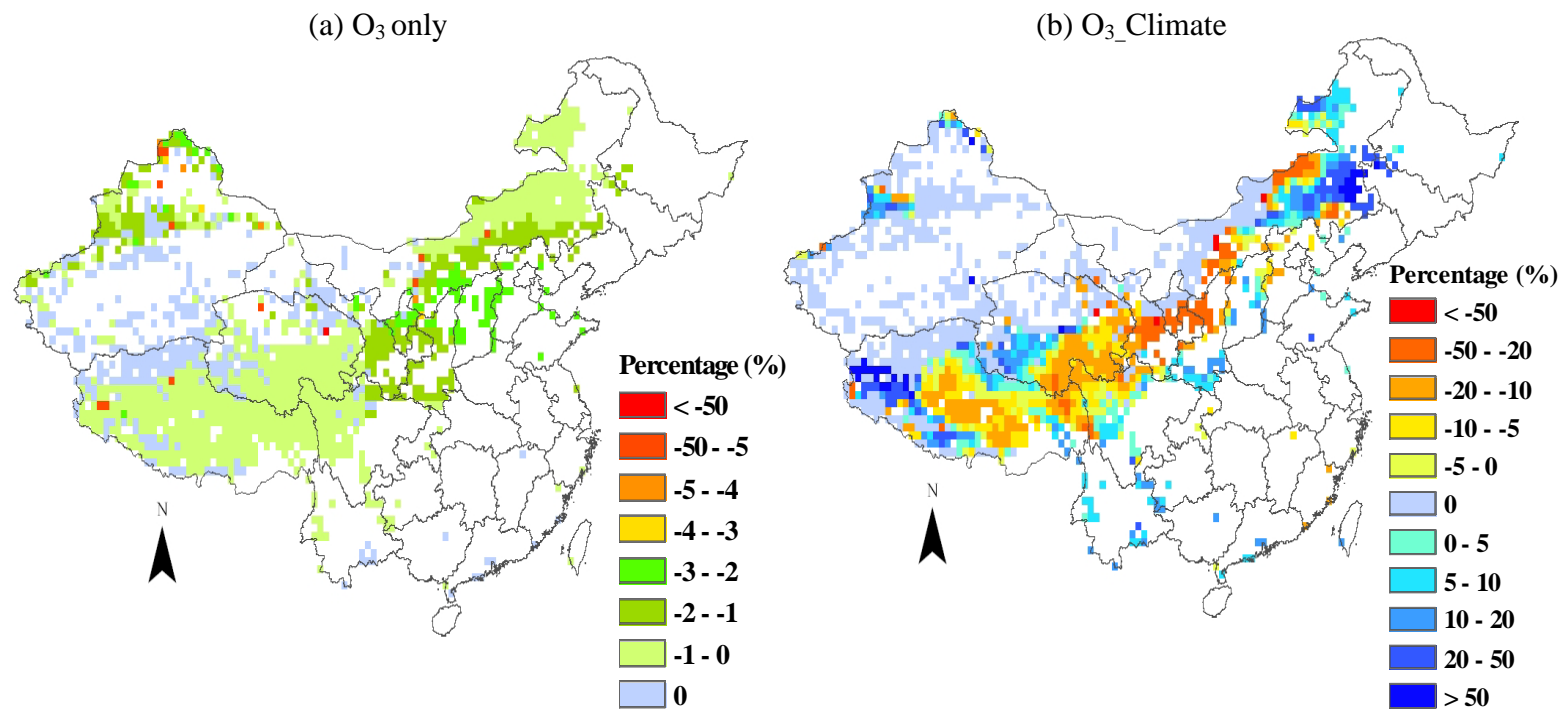 (a) O₃ only
(b) O₃_Climate
Percentage (%)
< -50
-50 - -5
-5 - -4
-4 - -3
-3 - -2
-2 - -1
-1 - 0
0
N
Percentage (%)
< -50
-50 - -20
-20 - -10
-10 - -5
-5 - 0
0
0 - 5
5 - 10
10 - 20
20 - 50
> 50
N